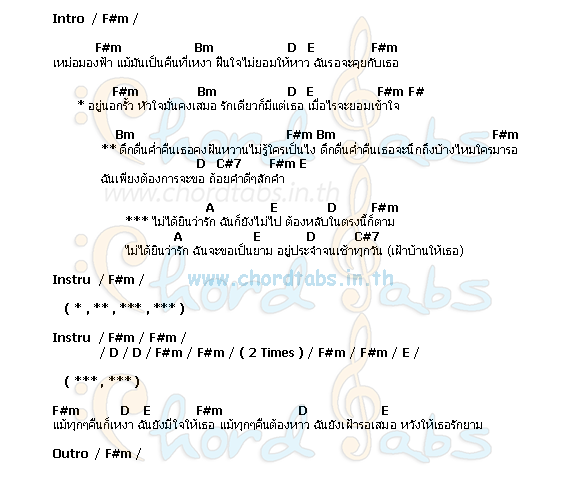 Intro / F#m /
F#m Bm D E F#m
เหม่อมองฟ้า แม้มันเป็นคืนที่เหงา ฝืนใจไม่ยอมให้หาว ฉันรอจะคุยกับเธอ
F#m Bm D E F#m F#
* อยู่นอกรั้ว หัวใจมั่นคงเสมอ รักเดียวก็มีแต่เธอ เมื่อไรจะยอมเข้าใจ
Bm F#m Bm F#m
** ดึกดื่นค่ำคืนเธอคงฝันหวานไม่รู้ใครเป็นไง ดึกดื่นค่ำคืนเธอจะนึกถึงบ้างไหมใครมารอ
D C#7 F#m E
ฉันเพียงต้องการจะขอ ถ้อยคำดีๆสักคำ
www.chordtabs.in.th
A E D F#m
*** ไม่ได้ยินว่ารัก ฉันก็ยังไม่ไป ต้องหลับในตรงนี้ก็ตาม
A E D C#7
ไม่ได้ยินว่ารัก ฉันจะขอเป็นยาม อยู่ประจำจนเช้าทุกวัน (เฝ้าบ้านให้เธอ)
www.chordtabs.in.th
Instru / F#m /
( * , ** , *** , *** )
Instru / F#m / F#m /
/ D / D / F#m / F#m / ( 2 Times ) / F#m / F#m / E /
( *** , *** )
F#m D E F#m D E
แม้ทุกๆคืนก็เหงา ฉันยังมีใจให้เธอ แม้ทุกๆคืนต้องหาว ฉันยังเฝ้ารอเสมอ หวังให้เธอรักยาม
Outro / F#m /